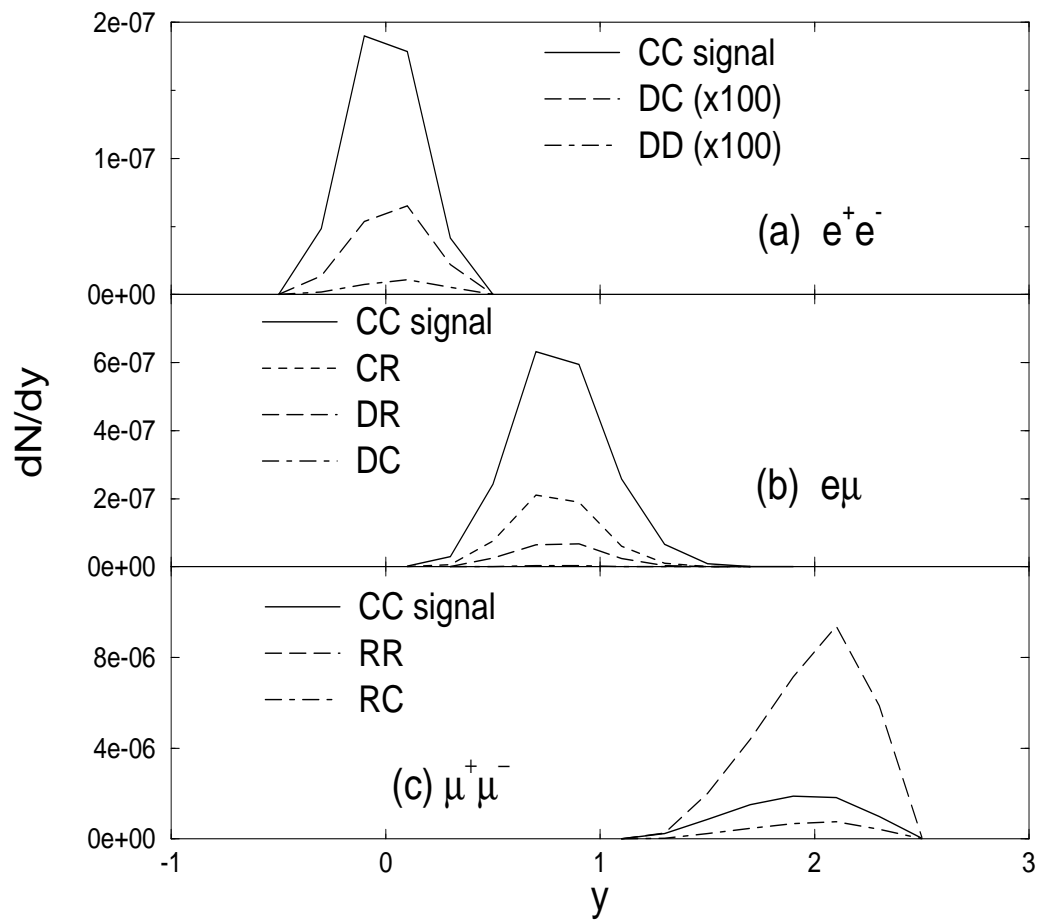 2e-07
CC signal
DC (x100)
1e-07
DD (x100)
(a) e⁺e⁻
0e+00
CC signal
6e-07
CR
DR
4e-07
DC
dN/dy
(b) eμ
2e-07
0e+00
CC signal
8e-06
RR
RC
4e-06
(c) μ⁺μ⁻
0e+00
-1 0 1 2 3
y